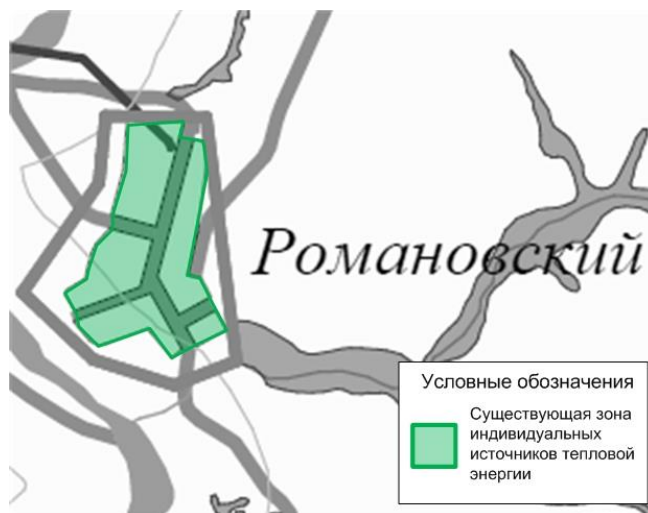 Романовский
Условные обозначения
Существующая зона
индивидуальных
источников тепловой
энергии